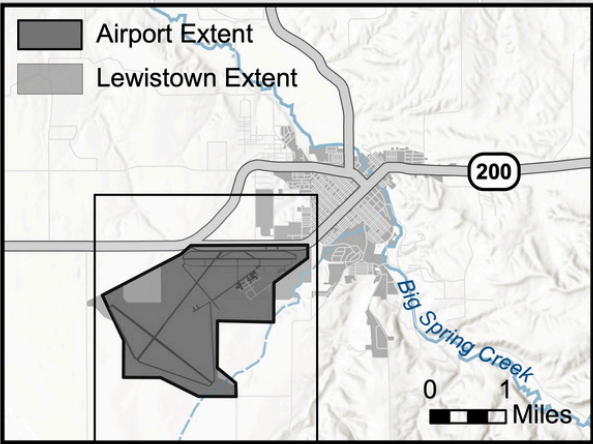 Airport Extent
Lewistown Extent
200
Big Spring Creek
0 1
Miles